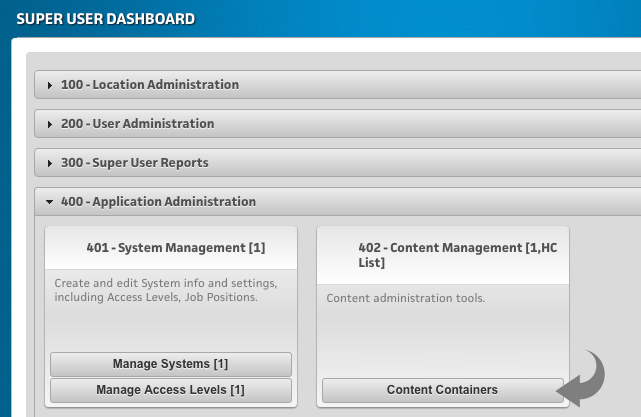 SUPER USER DASHBOARD
100 - Location Administration
200 - User Administration
300 - Super User Reports
400 - Application Administration
401 - System Management [1]
Create and edit System info and settings,
including Access Levels, Job Positions.
Manage Systems [1]
Manage Access Levels [1]
402 - Content Management [1,HC
List]
Content administration tools.
Content Containers